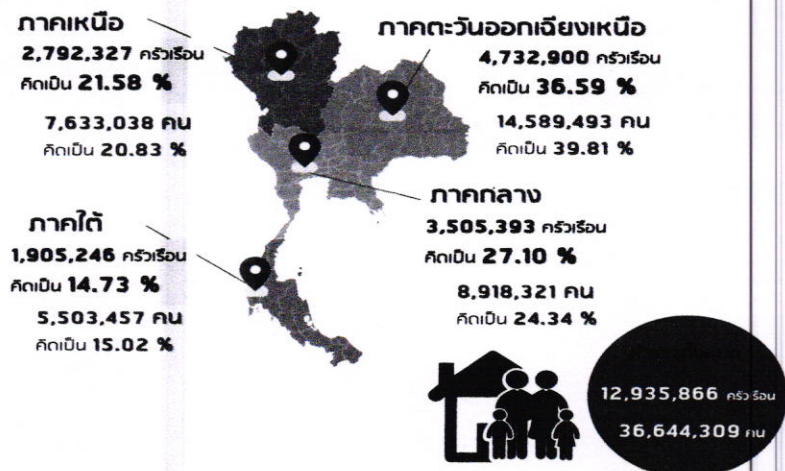 ภาคเหนือ
2,792,327 ครัวเรือน
คิดเป็น 21.58 %
7,633,038 คน
คิดเป็น 20.83 %
ภาคตะวันออกเฉียงเหนือ
4,732,900 ครัวเรือน
คิดเป็น 36.59 %
14,589,493 คน
คิดเป็น 39.81 %
ภาคกลาง
3,505,393 ครัวเรือน
คิดเป็น 27.10 %
8,918,321 คน
คิดเป็น 24.34 %
ภาคใต้
1,905,246 ครัวเรือน
คิดเป็น 14.73 %
5,503,457 คน
คิดเป็น 15.02 %
12,935,866 ครัวเรือน
36,644,309 คน